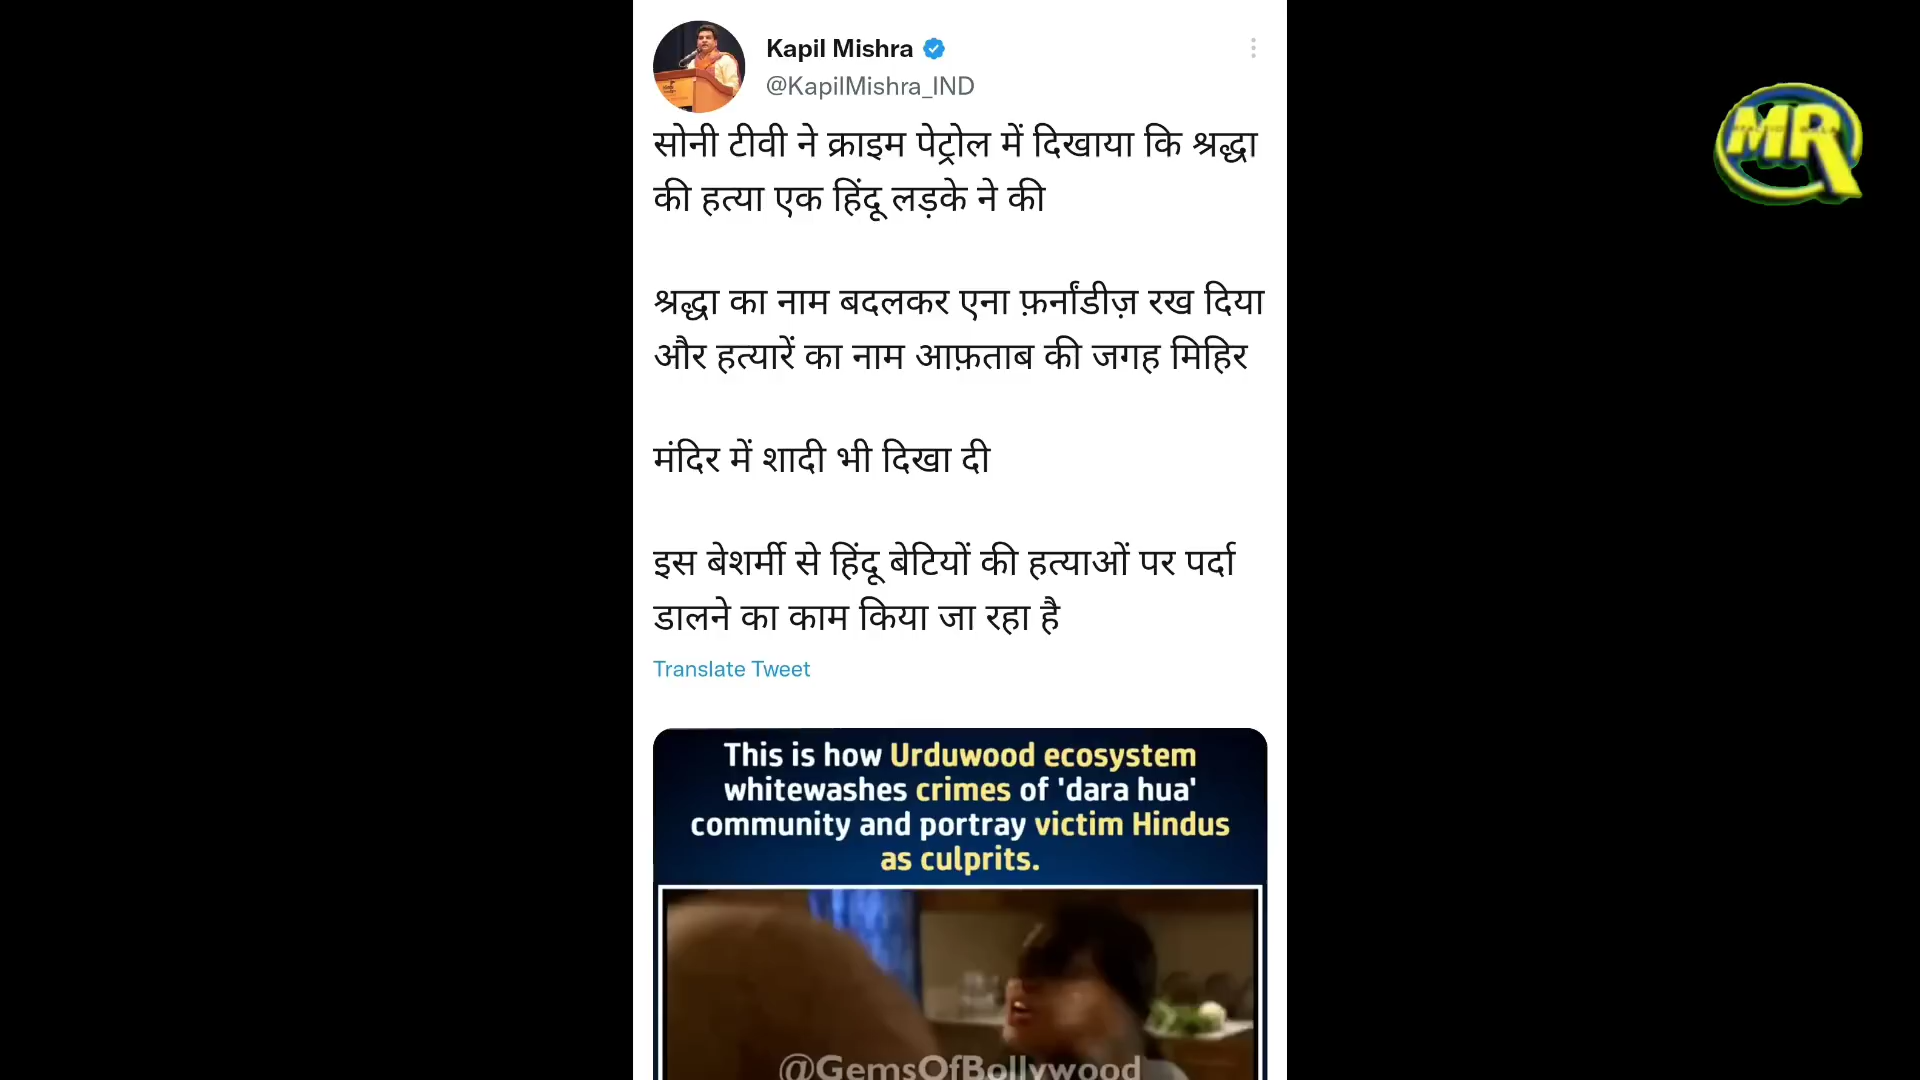 Kapil Mishra
@KapilMishra_IND
सोनी टीवी ने क्राइम पेट्रोल में दिखाया कि श्रद्धा
की हत्या एक हिंदू लड़के ने की
श्रद्धा का नाम बदलकर एना फ़र्नांडीज़ रख दिया
और हत्यारें का नाम आफ़ताब की जगह मिहिर
मंदिर में शादी भी दिखा दी
इस बेशर्मी से हिंदू बेटियों की हत्याओं पर पर्दा
डालने का काम किया जा रहा है
Translate Tweet
This is how Urduwood ecosystem
whitewashes crimes of 'dara hua'
community and portray victim Hindus
as culprits.
@GemsOfBollywood
MR